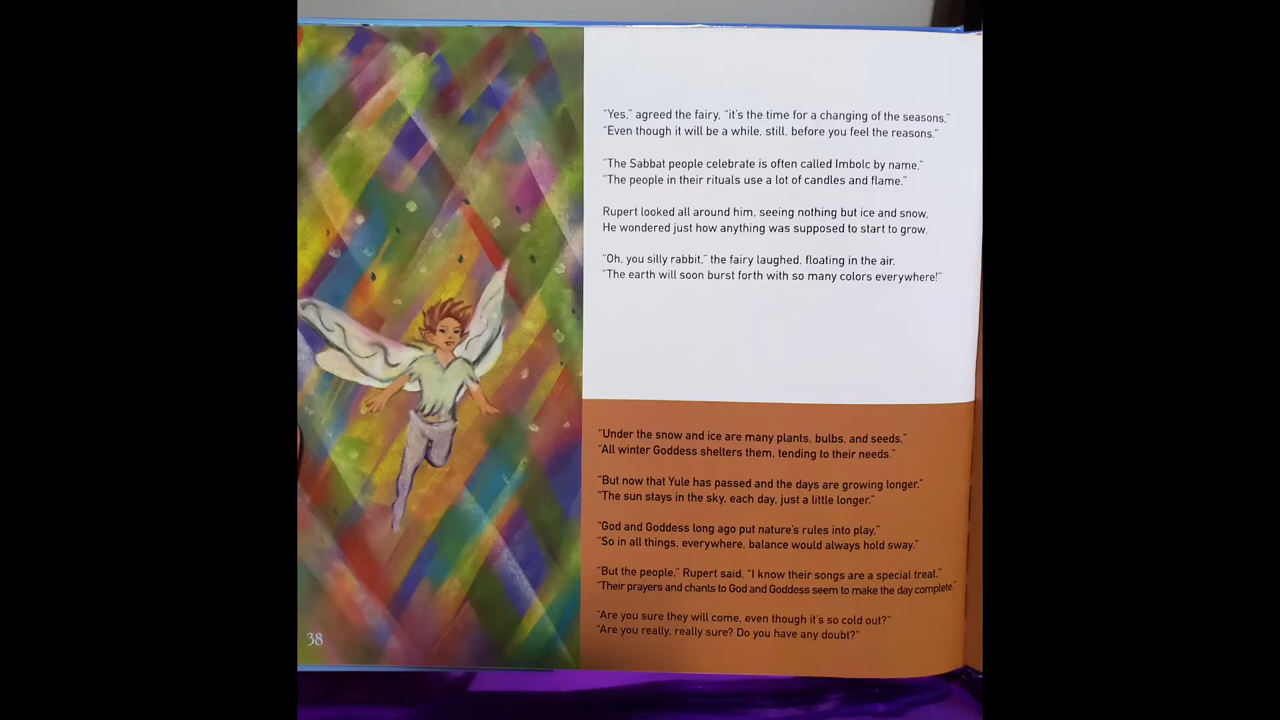 "Yes," agreed the fairy, "it's the time for a changing of the seasons,"
"Even though it will be a while, still, before you feel the reasons."
"The Sabbat people celebrate is often called Imbolc by name,"
"The people in their rituals use a lot of candles and flame."
Rupert looked all around him, seeing nothing but ice and snow,
He wondered just how anything was supposed to start to grow.
"Oh, you silly rabbit," the fairy laughed, floating in the air,
"The earth will soon burst forth with so many colors everywhere!"
"Under the snow and ice are many plants, bulbs, and seeds."
"All winter Goddess shelters them, tending to their needs."
"But now that Yule has passed and the days are growing longer,"
"The sun stays in the sky, each day, just a little longer."
"God and Goddess long ago put nature's rules into play,"
"So in all things, everywhere, balance would always hold sway."
"But the people," Rupert said, "I know their songs are a special treat."
"Their prayers and chants to God and Goddess seem to make the day complete."
"Are you sure they will come, even though it's so cold out?"
"Are you really, really sure? Do you have any doubt?"
38